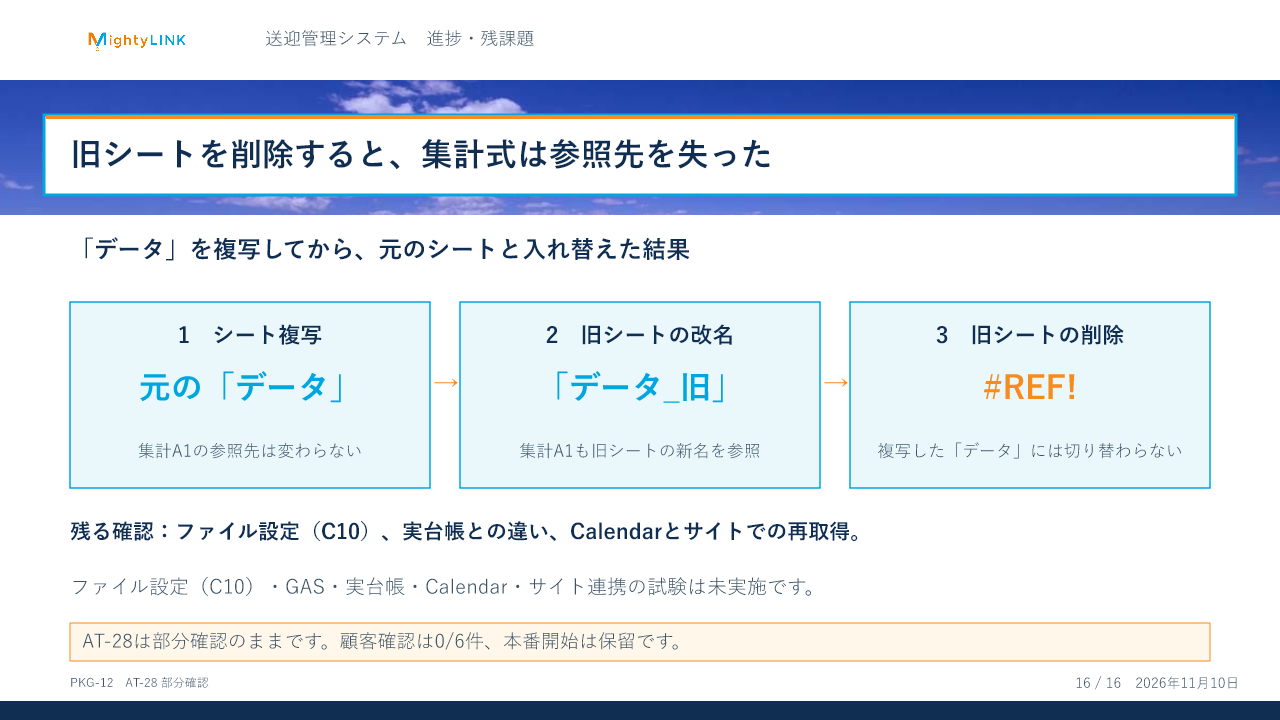 MightyLINK
送迎管理システム　進捗・残課題
旧シートを削除すると、集計式は参照先を失った
「データ」を複写してから、元のシートと入れ替えた結果
1　シート複写
元の「データ」
集計A1の参照先は変わらない
→
2　旧シートの改名
「データ_旧」
集計A1も旧シートの新名を参照
→
3　旧シートの削除
#REF!
複写した「データ」には切り替わらない
残る確認：ファイル設定（C10）、実台帳との違い、Calendarとサイトでの再取得。
ファイル設定（C10）・GAS・実台帳・Calendar・サイト連携の試験は未実施です。
AT-28は部分確認のままです。顧客確認は0/6件、本番開始は保留です。
PKG-12　AT-28 部分確認
16 / 16　2026年11月10日